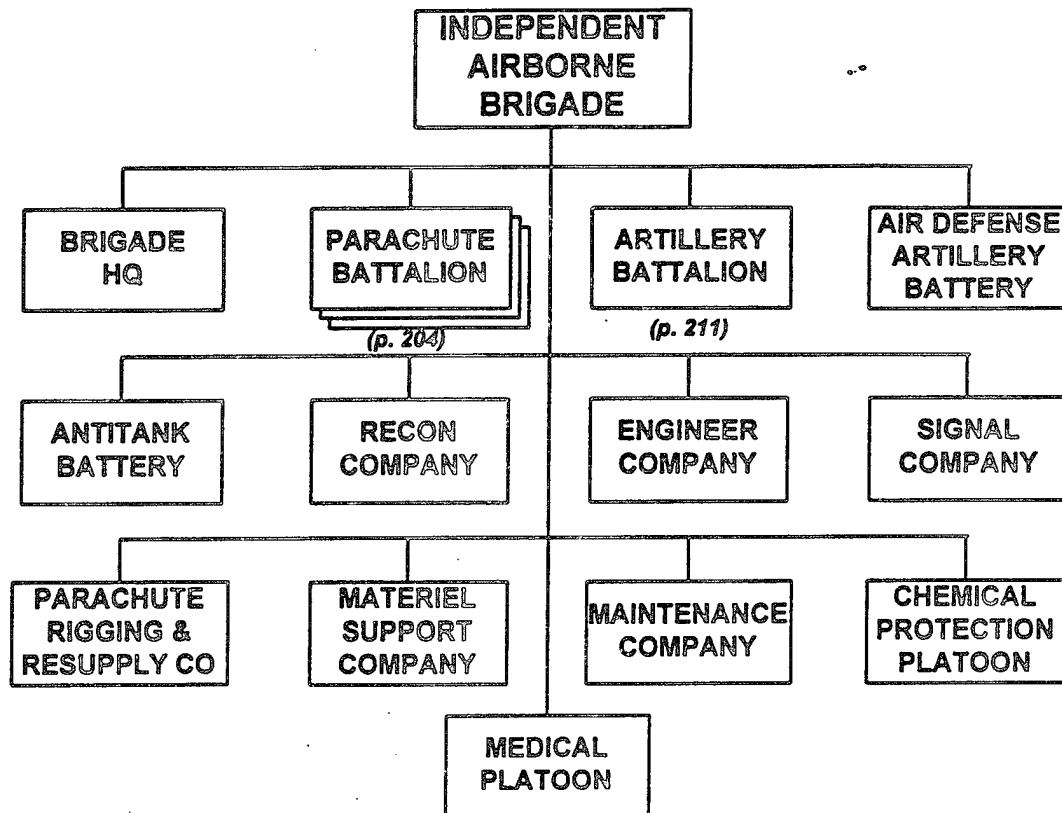 INDEPENDENT
AIRBORNE
BRIGADE
BRIGADE
HQ
PARACHUTE
BATTALION
(p. 204)
ARTILLERY
BATTALION
(p. 211)
AIR DEFENSE
ARTILLERY
BATTERY
ANTITANK
BATTERY
RECON
COMPANY
ENGINEER
COMPANY
SIGNAL
COMPANY
PARACHUTE
RIGGING &
RESUPPLY CO
MATERIEL
SUPPORT
COMPANY
MAINTENANCE
COMPANY
CHEMICAL
PROTECTION
PLATOON
MEDICAL
PLATOON